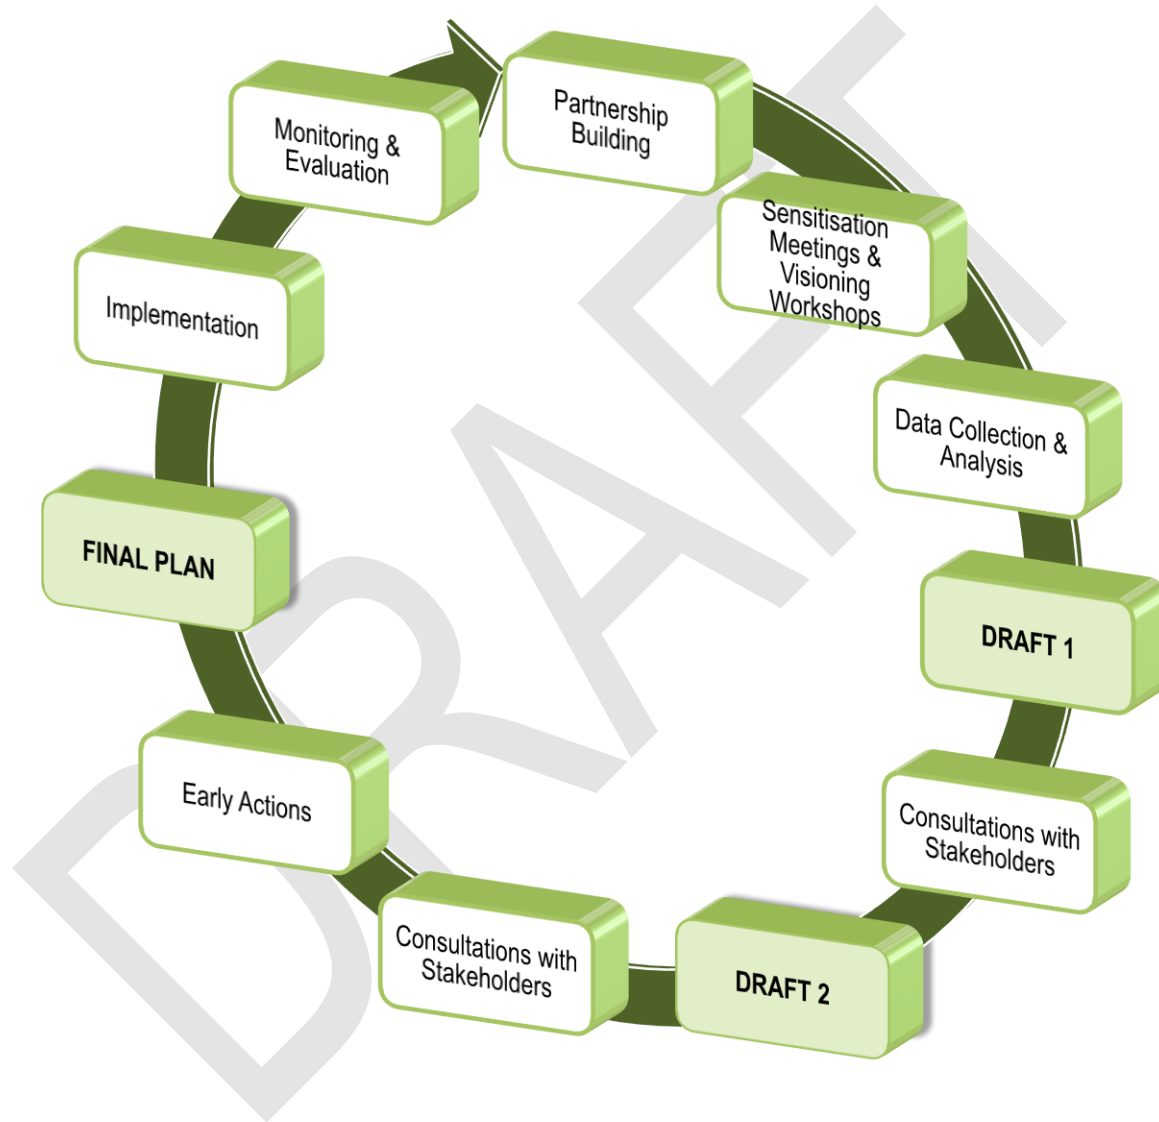 Partnership
Building
Sensitisation
Meetings &
Visioning
Workshops
Data Collection &
Analysis
DRAFT 1
Consultations with
Stakeholders
DRAFT 2
Consultations with
Stakeholders
Early Actions
FINAL PLAN
Implementation
Monitoring &
Evaluation
DRAFT